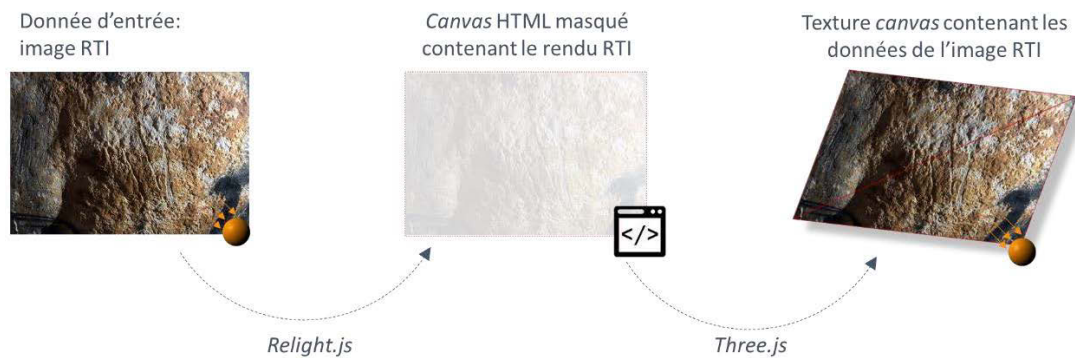 Donnée d’entrée:
image RTI
Canvas HTML masqué
contenant le rendu RTI
Texture canvas contenant les
données de l’image RTI
</>
Relight.js
Three.js